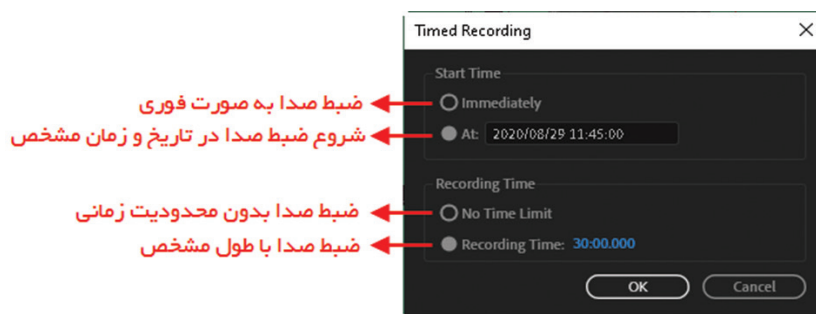 Timed Recording
Start Time
ضبط صدا به صورت فوری
Immediately
شروع ضبط صدا در تاریخ و زمان مشخص
At: 2020/08/29 11:45:00
Recording Time
ضبط صدا بدون محدودیت زمانی
No Time Limit
ضبط صدا با طول مشخص
Recording Time: 30:00.000
OK Cancel